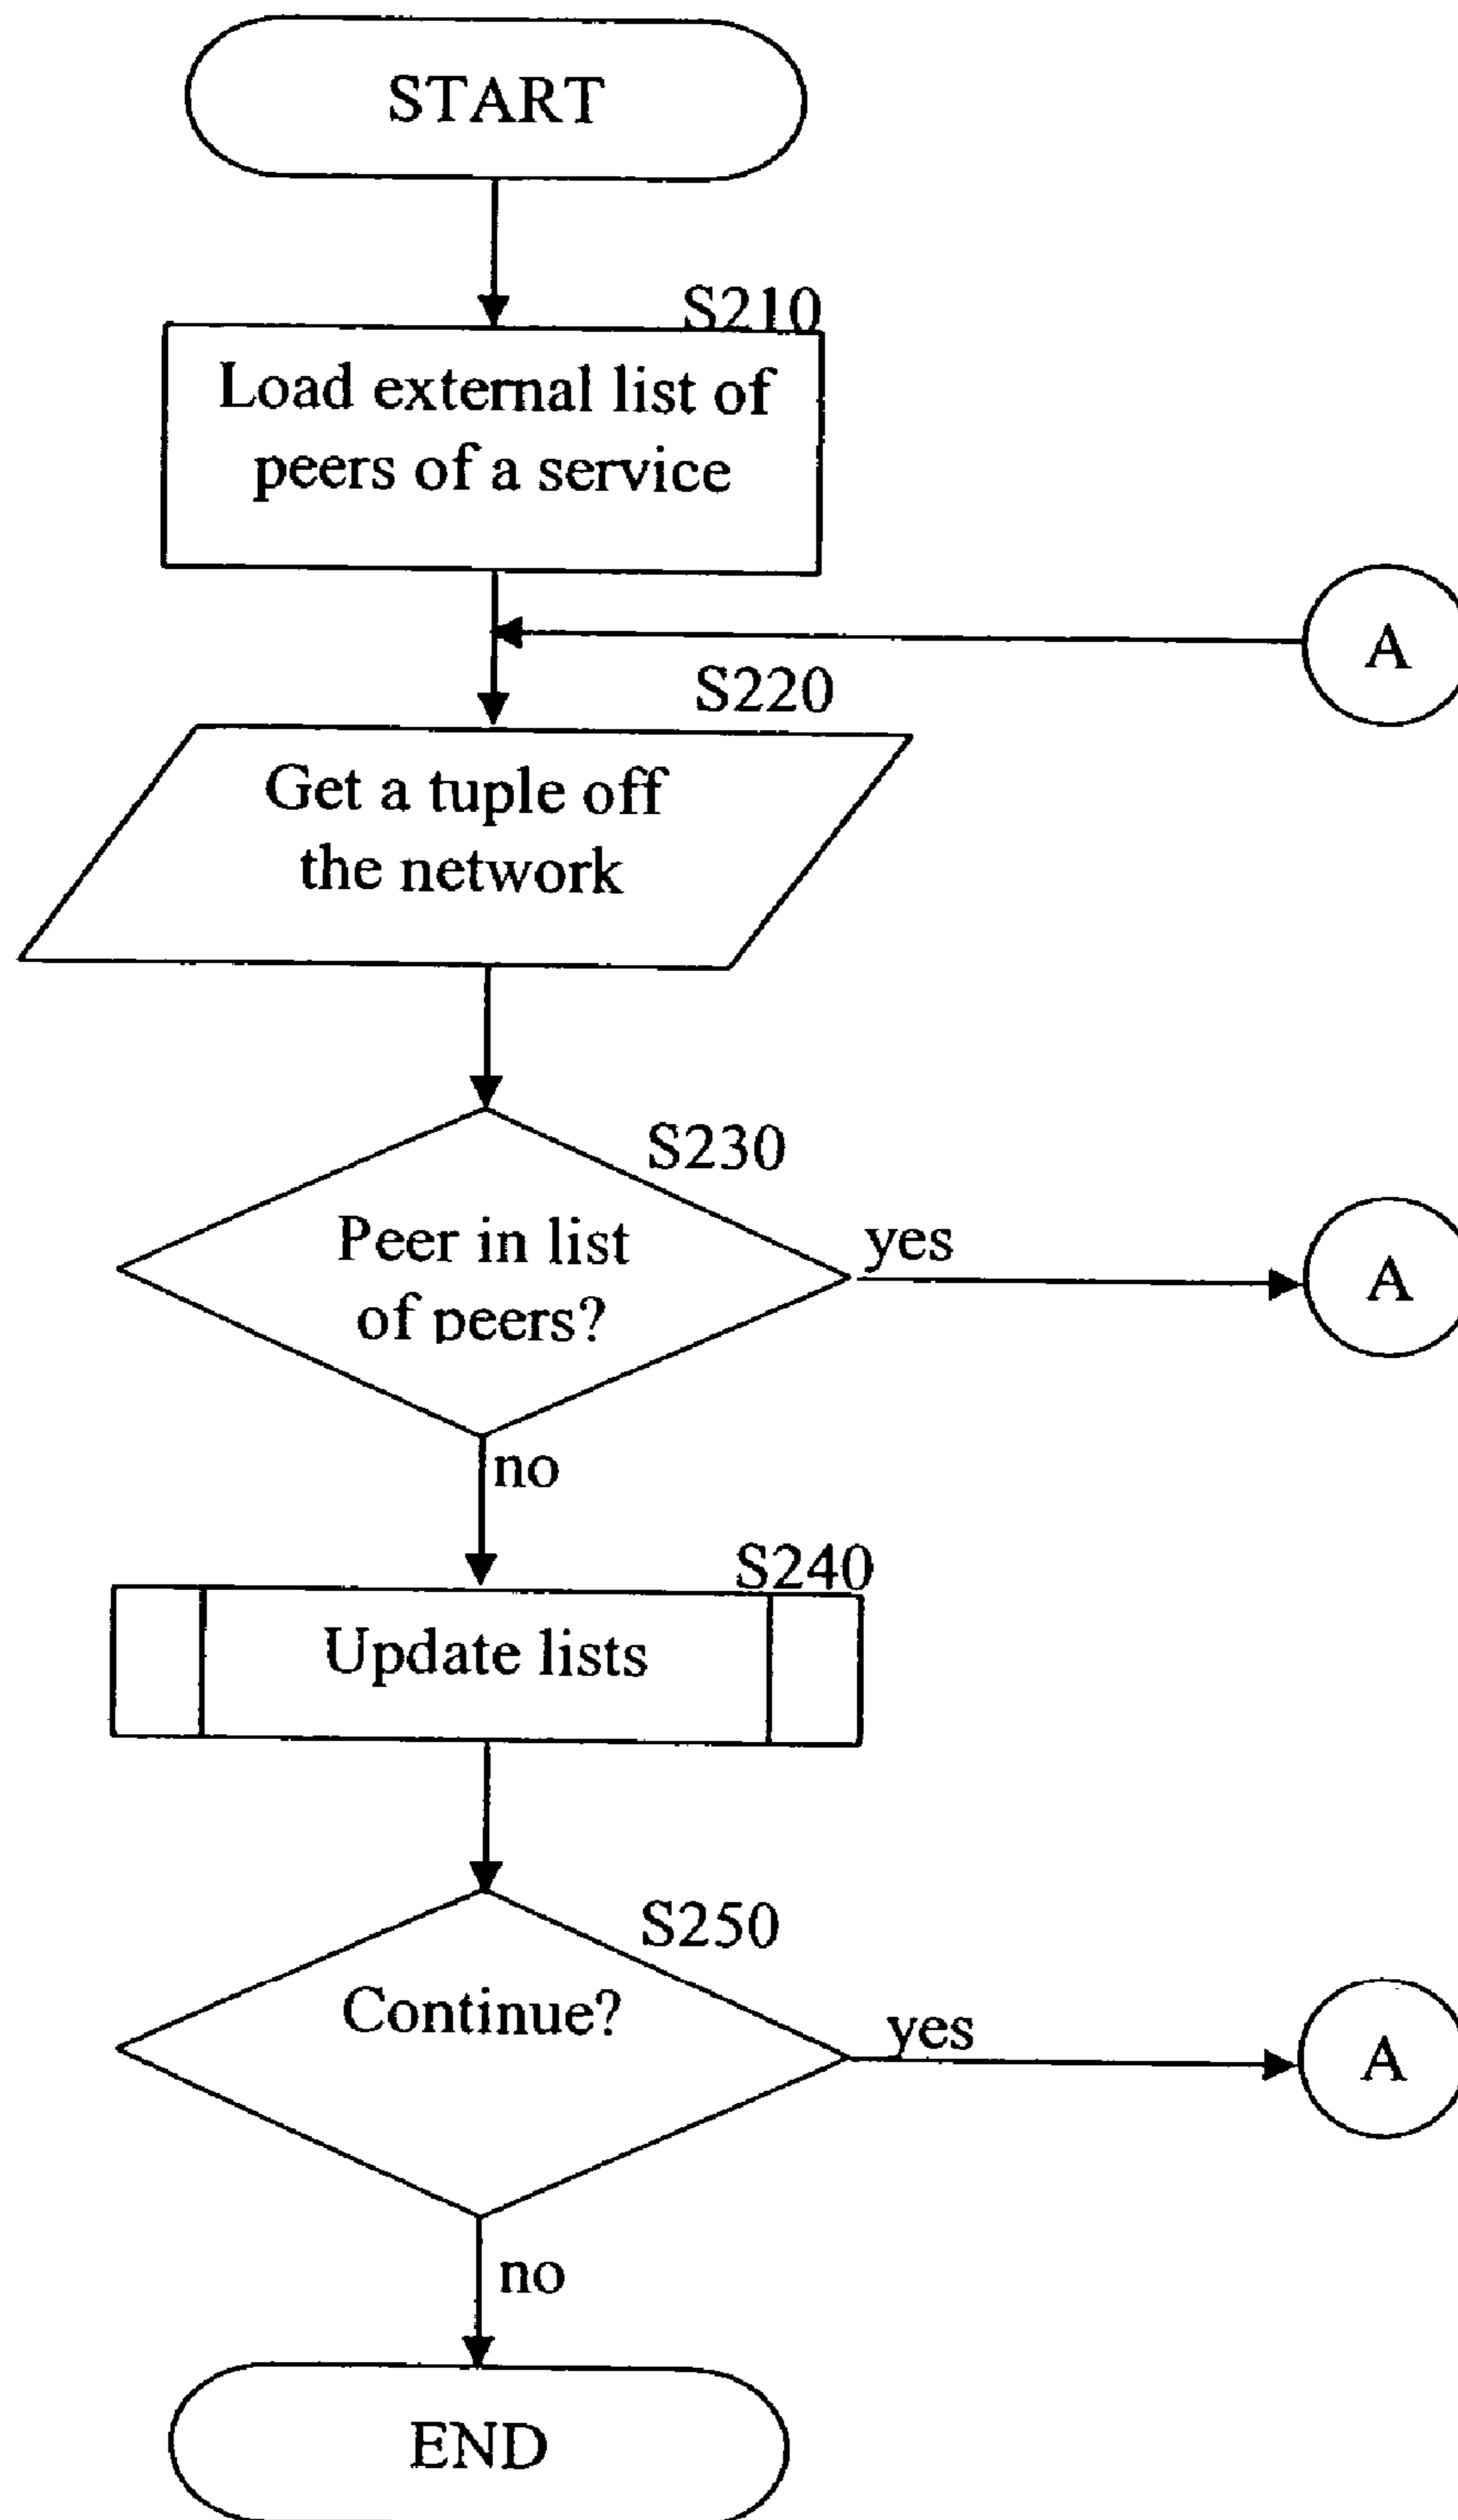 START
S210
Load external list of
peers of a service
A
S220
Get a tuple off
the network
S230
Peer in list
of peers?
yes
A
no
S240
Update lists
S250
Continue?
yes
A
no
END